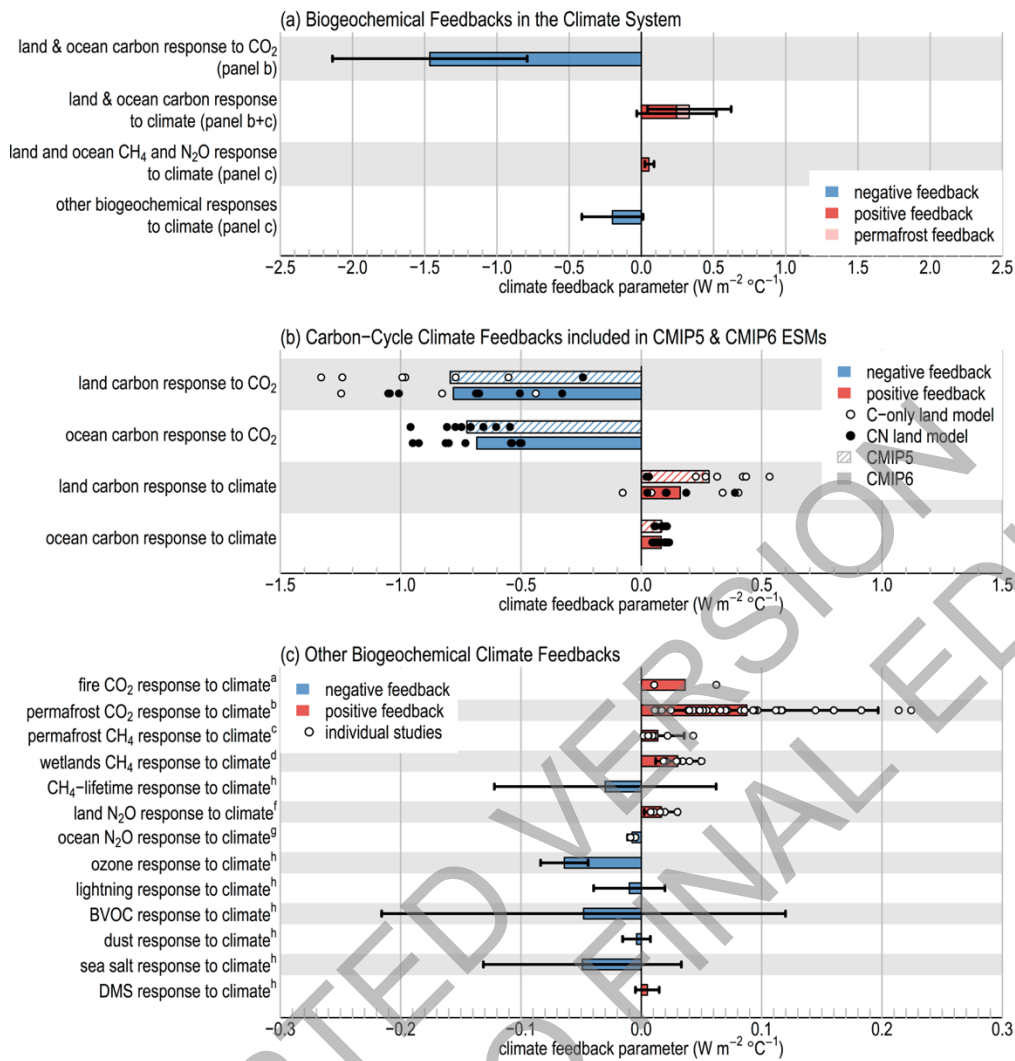 (a) Biogeochemical Feedbacks in the Climate System
land & ocean carbon response to CO₂
(panel b)
land & ocean carbon response
to climate (panel b+c)
land and ocean CH₄ and N₂O response
to climate (panel c)
other biogeochemical responses
to climate (panel c)
negative feedback
positive feedback
permafrost feedback
−2.5 −2.0 −1.5 −1.0 −0.5 0.0 0.5 1.0 1.5 2.0 2.5
climate feedback parameter (W m⁻² °C⁻¹)
(b) Carbon−Cycle Climate Feedbacks included in CMIP5 & CMIP6 ESMs
land carbon response to CO₂
ocean carbon response to CO₂
land carbon response to climate
ocean carbon response to climate
negative feedback
positive feedback
C−only land model
CN land model
CMIP5
CMIP6
−1.5 −1.0 −0.5 0.0 0.5 1.0 1.5
climate feedback parameter (W m⁻² °C⁻¹)
(c) Other Biogeochemical Climate Feedbacks
negative feedback
positive feedback
individual studies
fire CO₂ response to climateᵃ
permafrost CO₂ response to climateᵇ
permafrost CH₄ response to climateᶜ
wetlands CH₄ response to climateᵈ
CH₄−lifetime response to climateʰ
land N₂O response to climateᶠ
ocean N₂O response to climateᵍ
ozone response to climateʰ
lightning response to climateʰ
BVOC response to climateʰ
dust response to climateʰ
sea salt response to climateʰ
DMS response to climateʰ
−0.3 −0.2 −0.1 0.0 0.1 0.2 0.3
climate feedback parameter (W m⁻² °C⁻¹)
VERSION
FINAL